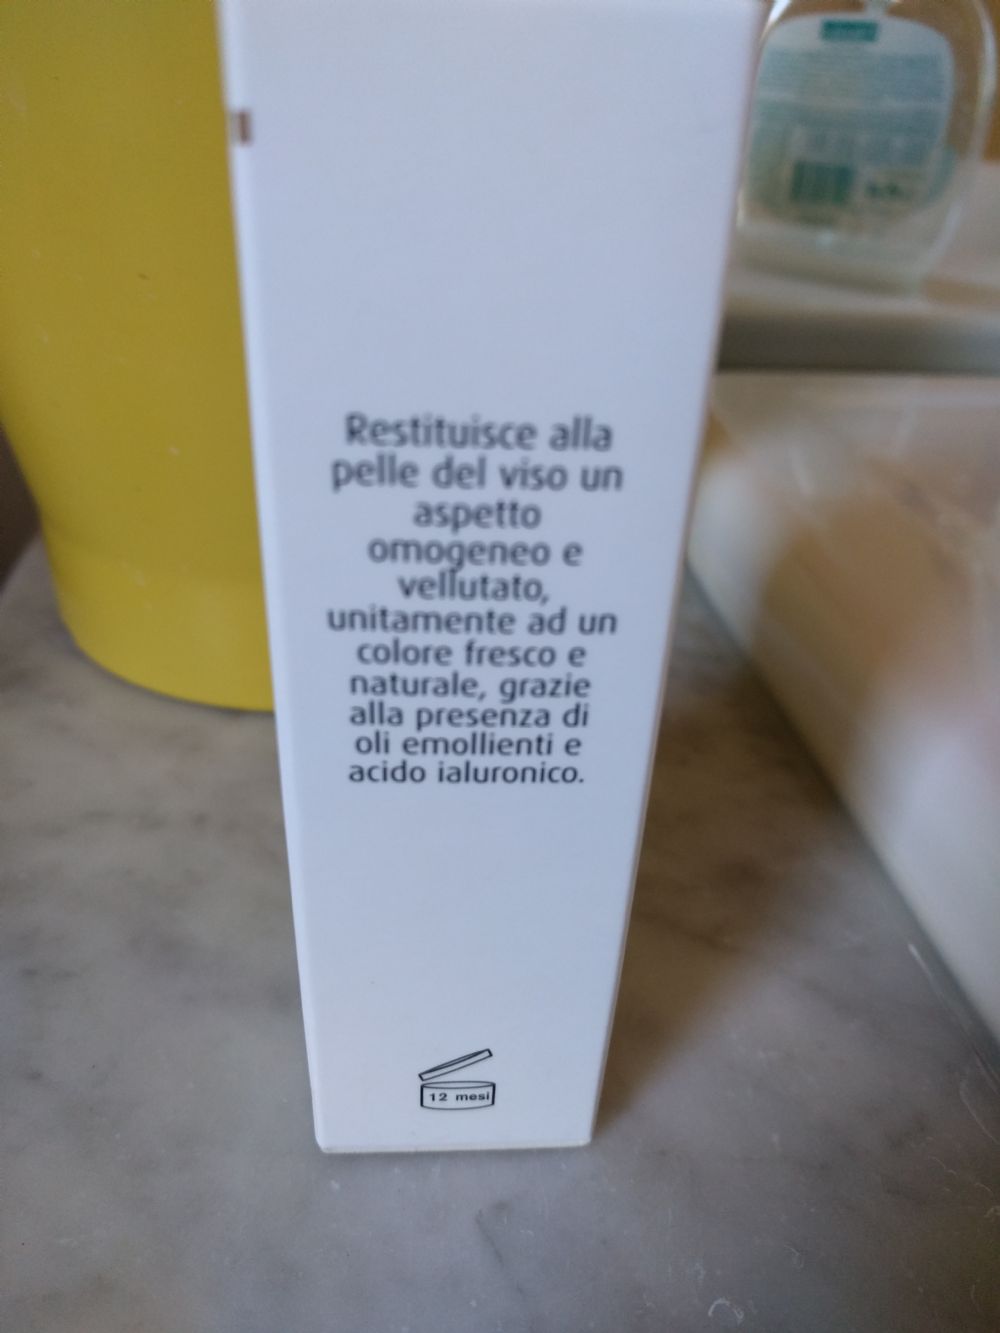 Restituisce alla
pelle del viso un
aspetto
omogeneo e
vellutato,
unitamente ad un
colore fresco e
naturale, grazie
alla presenza di
oli emollienti e
acido ialuronico.
12 mesi